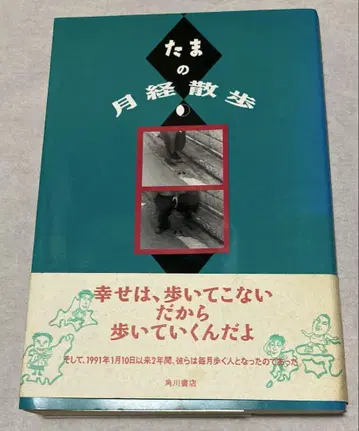 たま
の
月経散歩
幸せは、歩いてこない
だから
歩いていくんだよ
そして、1991年1月10日以来2年間、彼らは毎月歩く人となったのであった
角川書店